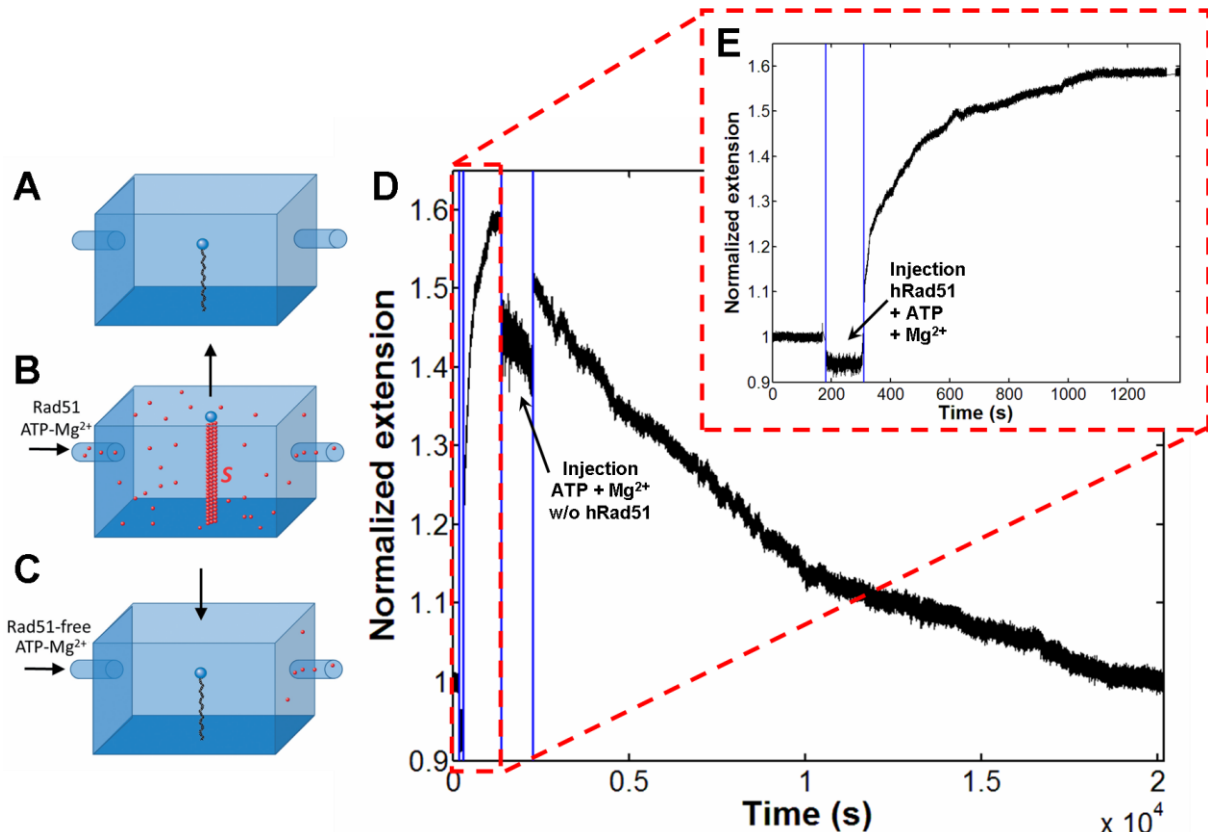 A
B
Rad51
ATP-Mg²⁺
S
C
Rad51-free
ATP-Mg²⁺
D
Normalized extension
1.6
1.5
1.4
1.3
1.2
1.1
1
0.9
Injection
ATP + Mg²⁺
w/o hRad51
0
0.5
1
1.5
2
x 10⁴
Time (s)
E
Normalized extension
1.6
1.5
1.4
1.3
1.2
1.1
1
0.9
Injection
hRad51
+ ATP
+ Mg²⁺
0
200
400
600
800
1000
1200
Time (s)